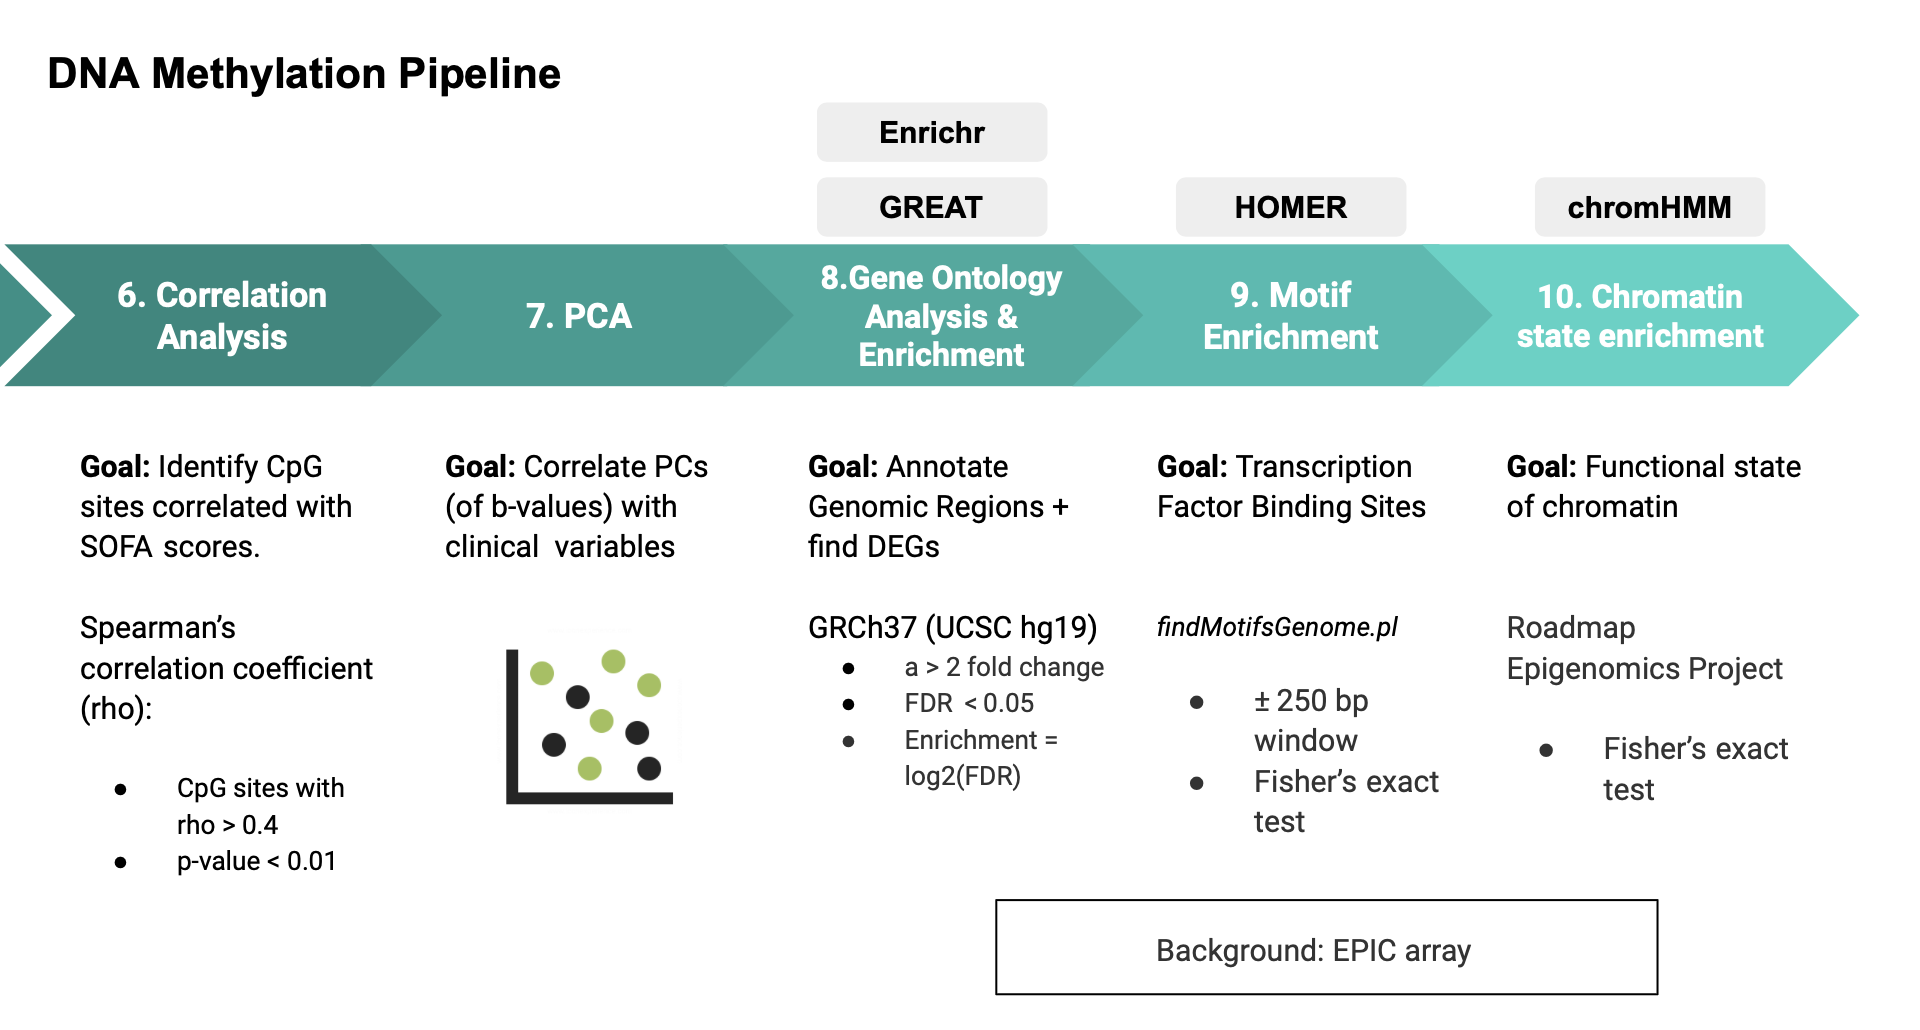 DNA Methylation Pipeline
Enrichr
GREAT
HOMER
chromHMM
6. Correlation
Analysis
7. PCA
8.Gene Ontology
Analysis &
Enrichment
9. Motif
Enrichment
10. Chromatin
state enrichment
Goal: Identify CpG
sites correlated with
SOFA scores.
Spearman's
correlation coefficient
(rho):
● CpG sites with
rho > 0.4
● p-value < 0.01
Goal: Correlate PCs
(of b-values) with
clinical variables
Goal: Annotate
Genomic Regions +
find DEGs
GRCh37 (UCSC hg19)
● a > 2 fold change
● FDR < 0.05
● Enrichment =
log2(FDR)
Goal: Transcription
Factor Binding Sites
findMotifsGenome.pl
● ± 250 bp
window
● Fisher's exact
test
Goal: Functional state
of chromatin
Roadmap
Epigenomics Project
● Fisher's exact
test
Background: EPIC array